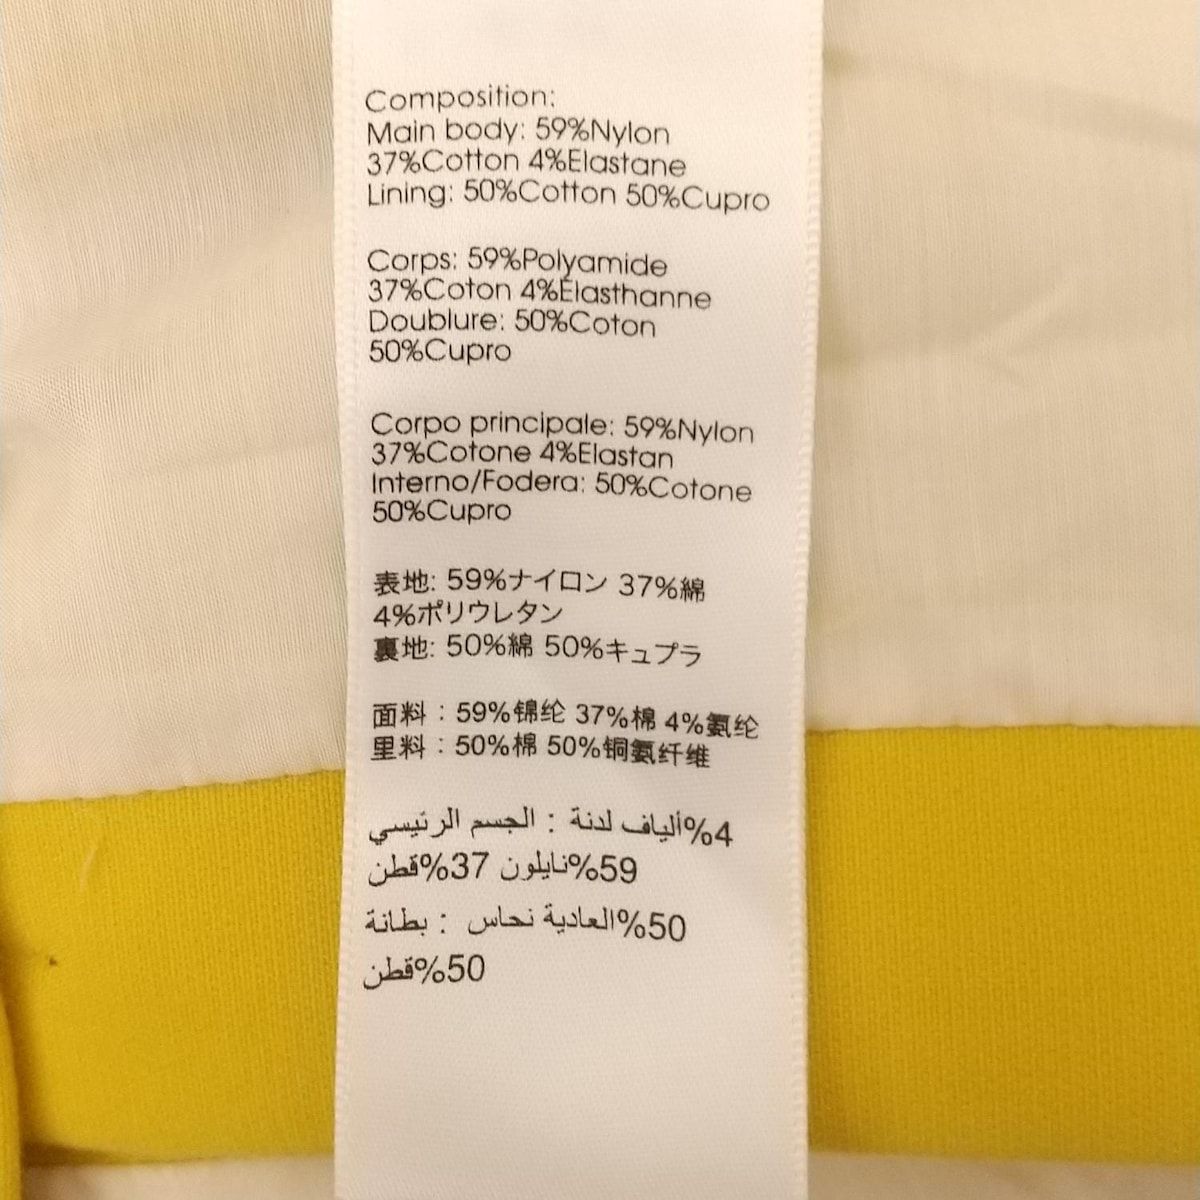 Composition:
Main body: 59%Nylon
37%Cotton 4%Elastane
Lining: 50%Cotton 50%Cupro
Corps: 59%Polyamide
37%Coton 4%Élasthanne
Doublure: 50%Coton
50%Cupro
Corpo principale: 59%Nylon
37%Cotone 4%Elastan
Interno/Fodera: 50%Cotone
50%Cupro
表地: 59%ナイロン 37%綿
4%ポリウレタン
裏地: 50%綿 50%キュプラ
面料：59%锦纶 37%棉 4%氨纶
里料：50%棉 50%铜氨纤维
4%ألياف لدنة : الجسم الرئيسي
59%نايلون 37%قطن
50%العادية نحاس : بطانة
50%قطن